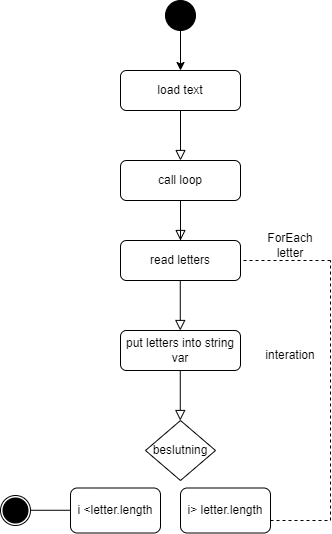 load text
call loop
ForEach
letter
read letters
put letters into string
var
interation
beslutning
i <letter.length
i> letter.length